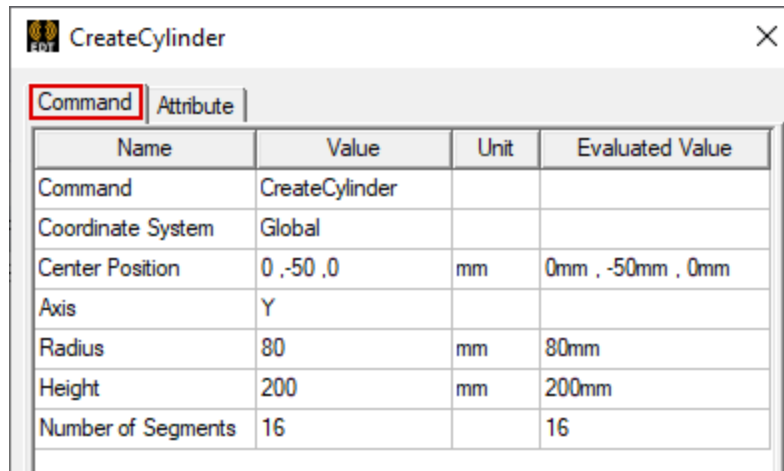 EDT CreateCylinder
Command Attribute
Name Value Unit Evaluated Value
Command CreateCylinder
Coordinate System Global
Center Position 0 ,-50 ,0 mm 0mm , -50mm , 0mm
Axis Y
Radius 80 mm 80mm
Height 200 mm 200mm
Number of Segments 16 16